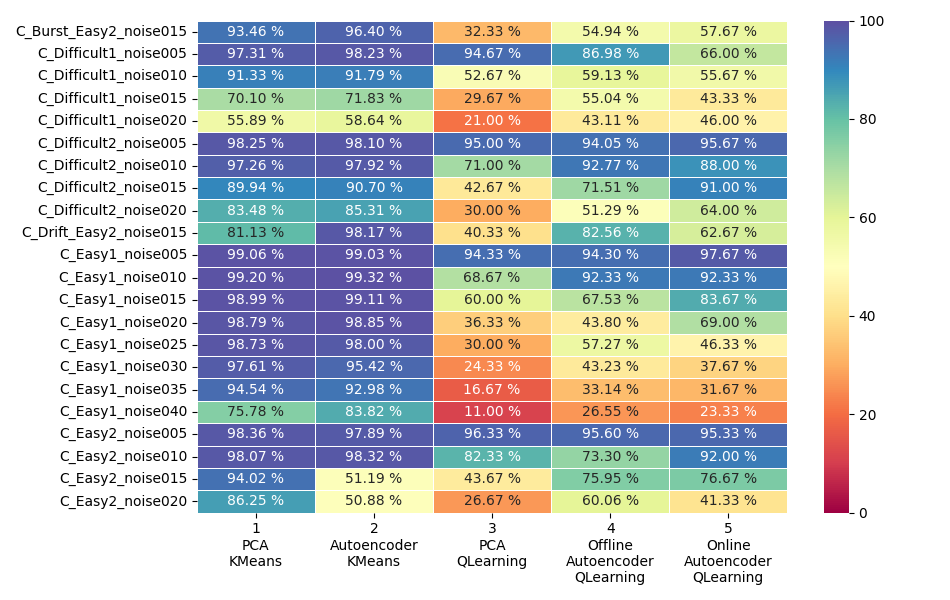 C_Burst_Easy2_noise015 93.46 % 96.40 % 32.33 % 54.94 % 57.67 % 100
C_Difficult1_noise005 97.31 % 98.23 % 94.67 % 86.98 % 66.00 %
C_Difficult1_noise010 91.33 % 91.79 % 52.67 % 59.13 % 55.67 %
C_Difficult1_noise015 70.10 % 71.83 % 29.67 % 55.04 % 43.33 %
C_Difficult1_noise020 55.89 % 58.64 % 21.00 % 43.11 % 46.00 % 80
C_Difficult2_noise005 98.25 % 98.10 % 95.00 % 94.05 % 95.67 %
C_Difficult2_noise010 97.26 % 97.92 % 71.00 % 92.77 % 88.00 %
C_Difficult2_noise015 89.94 % 90.70 % 42.67 % 71.51 % 91.00 %
C_Difficult2_noise020 83.48 % 85.31 % 30.00 % 51.29 % 64.00 % 60
C_Drift_Easy2_noise015 81.13 % 98.17 % 40.33 % 82.56 % 62.67 %
C_Easy1_noise005 99.06 % 99.03 % 94.33 % 94.30 % 97.67 %
C_Easy1_noise010 99.20 % 99.32 % 68.67 % 92.33 % 92.33 %
C_Easy1_noise015 98.99 % 99.11 % 60.00 % 67.53 % 83.67 %
C_Easy1_noise020 98.79 % 98.85 % 36.33 % 43.80 % 69.00 % 40
C_Easy1_noise025 98.73 % 98.00 % 30.00 % 57.27 % 46.33 %
C_Easy1_noise030 97.61 % 95.42 % 24.33 % 43.23 % 37.67 %
C_Easy1_noise035 94.54 % 92.98 % 16.67 % 33.14 % 31.67 %
C_Easy1_noise040 75.78 % 83.82 % 11.00 % 26.55 % 23.33 % 20
C_Easy2_noise005 98.36 % 97.89 % 96.33 % 95.60 % 95.33 %
C_Easy2_noise010 98.07 % 98.32 % 82.33 % 73.30 % 92.00 %
C_Easy2_noise015 94.02 % 51.19 % 43.67 % 75.95 % 76.67 %
C_Easy2_noise020 86.25 % 50.88 % 26.67 % 60.06 % 41.33 % 0
1 2 3 4 5
PCA Autoencoder PCA Offline Online
KMeans KMeans QLearning Autoencoder Autoencoder
QLearning QLearning